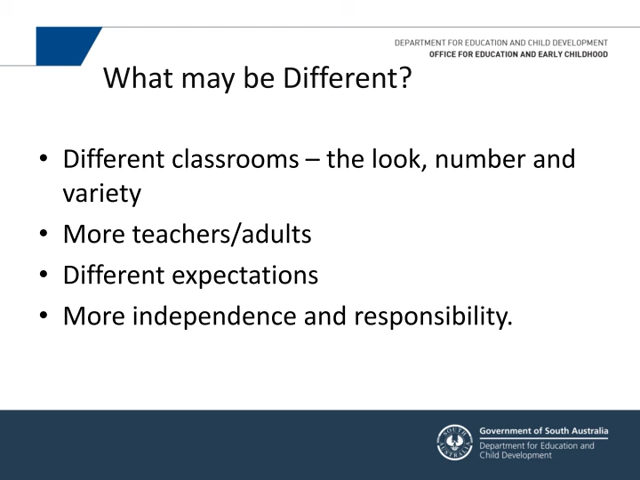 DEPARTMENT FOR EDUCATION AND CHILD DEVELOPMENT
OFFICE FOR EDUCATION AND EARLY CHILDHOOD
What may be Different?
• Different classrooms – the look, number and
variety
• More teachers/adults
• Different expectations
• More independence and responsibility.
SOUTH AUSTRALIA
Government of South Australia
Department for Education and
Child Development